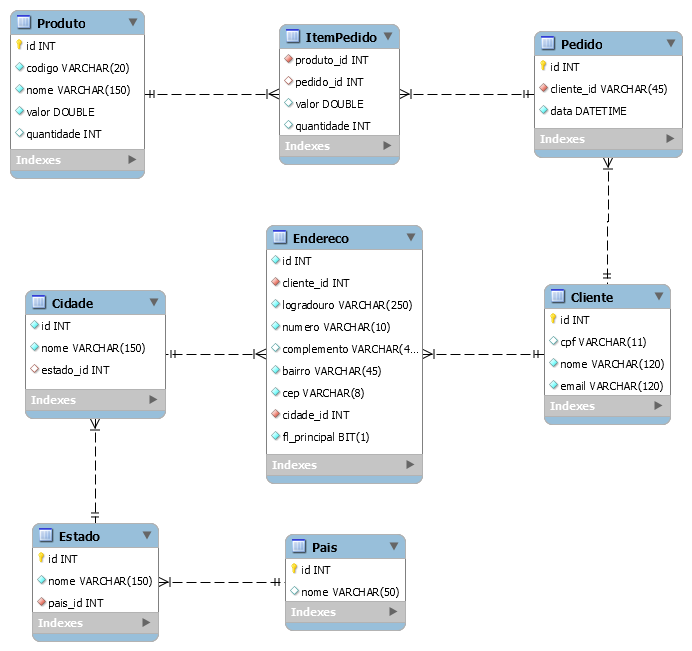 Produto
id INT
codigo VARCHAR(20)
nome VARCHAR(150)
valor DOUBLE
quantidade INT
Indexes
ItemPedido
produto_id INT
pedido_id INT
valor DOUBLE
quantidade INT
Indexes
Pedido
id INT
cliente_id VARCHAR(45)
data DATETIME
Indexes
Endereco
id INT
cliente_id INT
logradouro VARCHAR(250)
numero VARCHAR(10)
complemento VARCHAR(4...
bairro VARCHAR(45)
cep VARCHAR(8)
cidade_id INT
fl_principal BIT(1)
Indexes
Cidade
id INT
nome VARCHAR(150)
estado_id INT
Indexes
Cliente
id INT
cpf VARCHAR(11)
nome VARCHAR(120)
email VARCHAR(120)
Indexes
Estado
id INT
nome VARCHAR(150)
pais_id INT
Indexes
Pais
id INT
nome VARCHAR(50)
Indexes